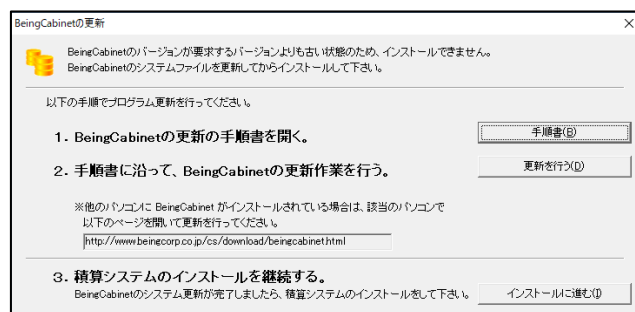 BeingCabinetの更新
BeingCabinetのバージョンが要求するバージョンよりも古い状態のため、インストールできません。
BeingCabinetのシステムファイルを更新してからインストールして下さい。
以下の手順でプログラム更新を行ってください。
1. BeingCabinetの更新の手順書を開く。
手順書(B)
2. 手順書に沿って、BeingCabinetの更新作業を行う。
更新を行う(D)
※他のパソコンに BeingCabinet がインストールされている場合は、該当のパソコンで
以下のページを開いて更新を行ってください。
http://www.beingcorp.co.jp/cs/download/beingcabinet.html
3. 積算システムのインストールを継続する。
BeingCabinetのシステム更新が完了しましたら、積算システムのインストールをして下さい。
インストールに進む(I)